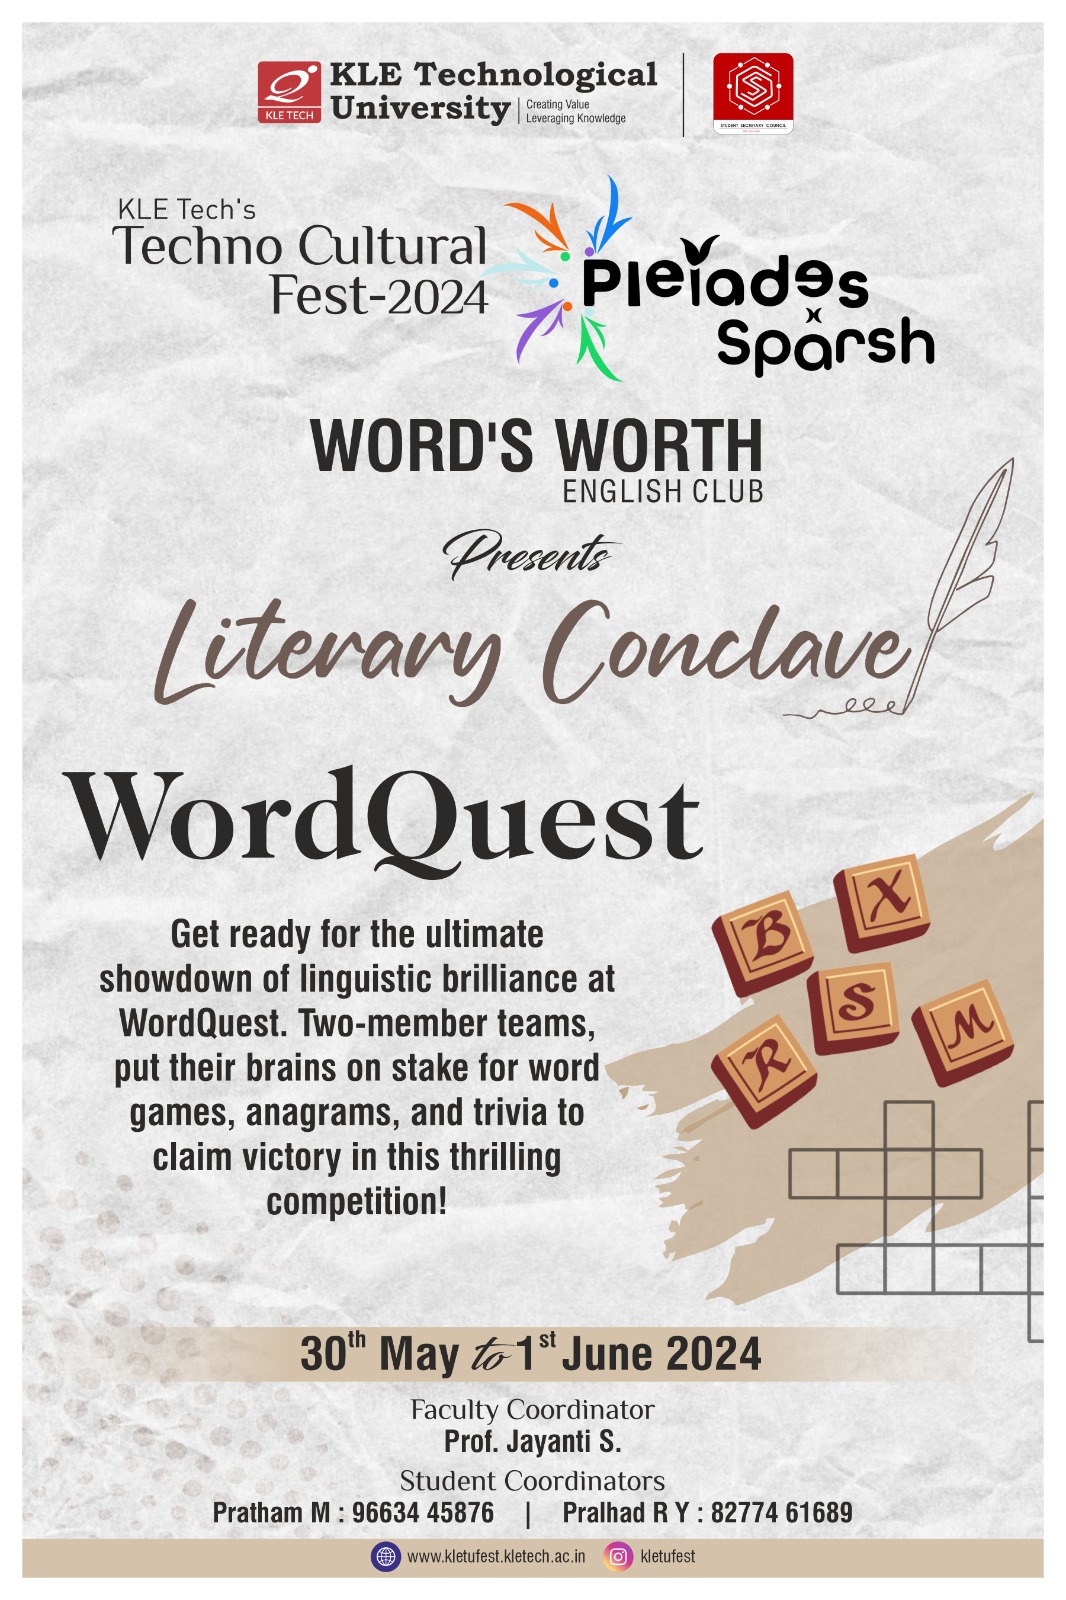 KLE Technological
University
Creating Value
Leveraging Knowledge
KLE TECH
STUDENT SECRETARY COUNCIL
KLE Tech's
Techno Cultural
Fest-2024
Pleiades
x
Sparsh
WORD'S WORTH
ENGLISH CLUB
Presents
Literary Conclave
WordQuest
Get ready for the ultimate
showdown of linguistic brilliance at
WordQuest. Two-member teams,
put their brains on stake for word
games, anagrams, and trivia to
claim victory in this thrilling
competition!
B
X
S
M
R
30th May to 1st June 2024
Faculty Coordinator
Prof. Jayanti S.
Student Coordinators
Pratham M : 96634 45876 | Pralhad R Y : 82774 61689
www.kletufest.kletech.ac.in kletufest